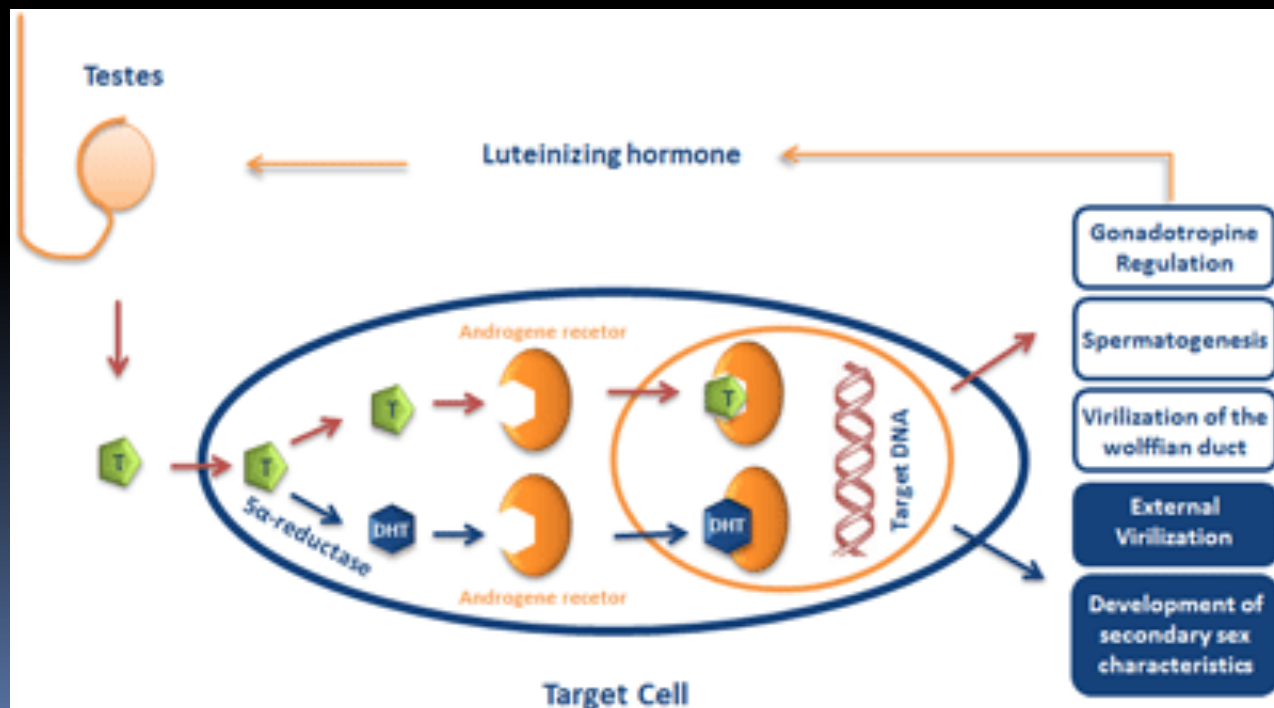 Testes
Luteinizing hormone
Gonadotropine
Regulation
Spermatogenesis
Virilization of the
wolffian duct
External
Virilization
Development of
secondary sex
characteristics
Androgene recetor
T
T
T
T
5α-reductase
DHT
DHT
Target DNA
Androgene recetor
Target Cell